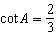 cot A = 2/3